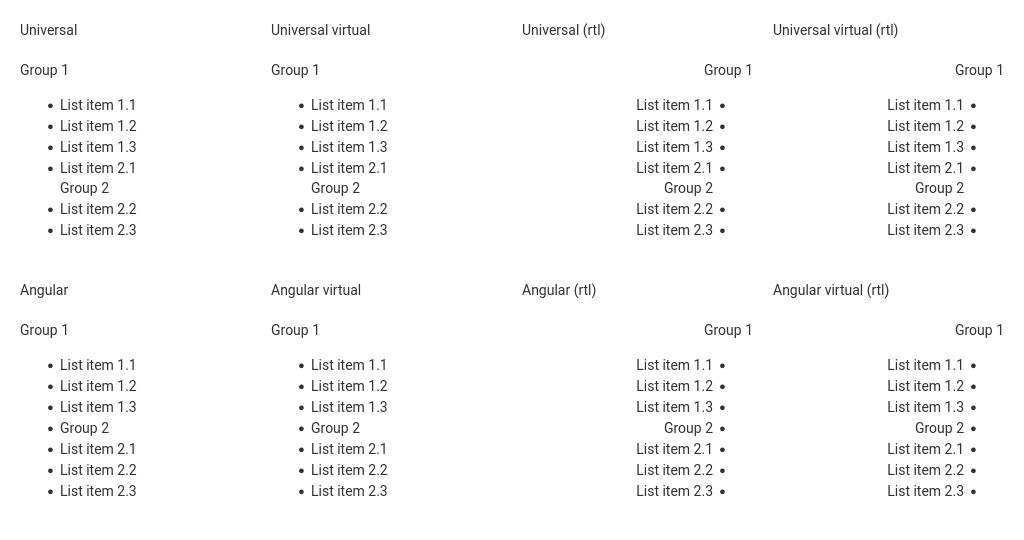 Universal
Group 1
• List item 1.1
• List item 1.2
• List item 1.3
• List item 2.1
Group 2
• List item 2.2
• List item 2.3
Universal virtual
Group 1
• List item 1.1
• List item 1.2
• List item 1.3
• List item 2.1
Group 2
• List item 2.2
• List item 2.3
Universal (rtl)
Group 1
List item 1.1 •
List item 1.2 •
List item 1.3 •
List item 2.1 •
Group 2
List item 2.2 •
List item 2.3 •
Universal virtual (rtl)
Group 1
List item 1.1 •
List item 1.2 •
List item 1.3 •
List item 2.1 •
Group 2
List item 2.2 •
List item 2.3 •
Angular
Group 1
• List item 1.1
• List item 1.2
• List item 1.3
• Group 2
• List item 2.1
• List item 2.2
• List item 2.3
Angular virtual
Group 1
• List item 1.1
• List item 1.2
• List item 1.3
• Group 2
• List item 2.1
• List item 2.2
• List item 2.3
Angular (rtl)
Group 1
List item 1.1 •
List item 1.2 •
List item 1.3 •
Group 2 •
List item 2.1 •
List item 2.2 •
List item 2.3 •
Angular virtual (rtl)
Group 1
List item 1.1 •
List item 1.2 •
List item 1.3 •
Group 2 •
List item 2.1 •
List item 2.2 •
List item 2.3 •